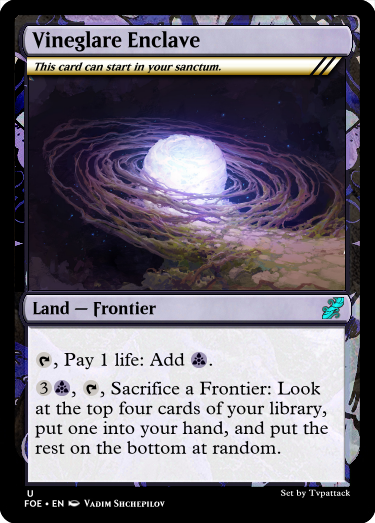 Vineglare Enclave
This card can start in your sanctum.
Land — Frontier
, Pay 1 life: Add .
3, , Sacrifice a Frontier: Look
at the top four cards of your library,
put one into your hand, and put the
rest on the bottom at random.
U
FOE • EN VADIM SHCHEPILOV
Set by Tvpattack